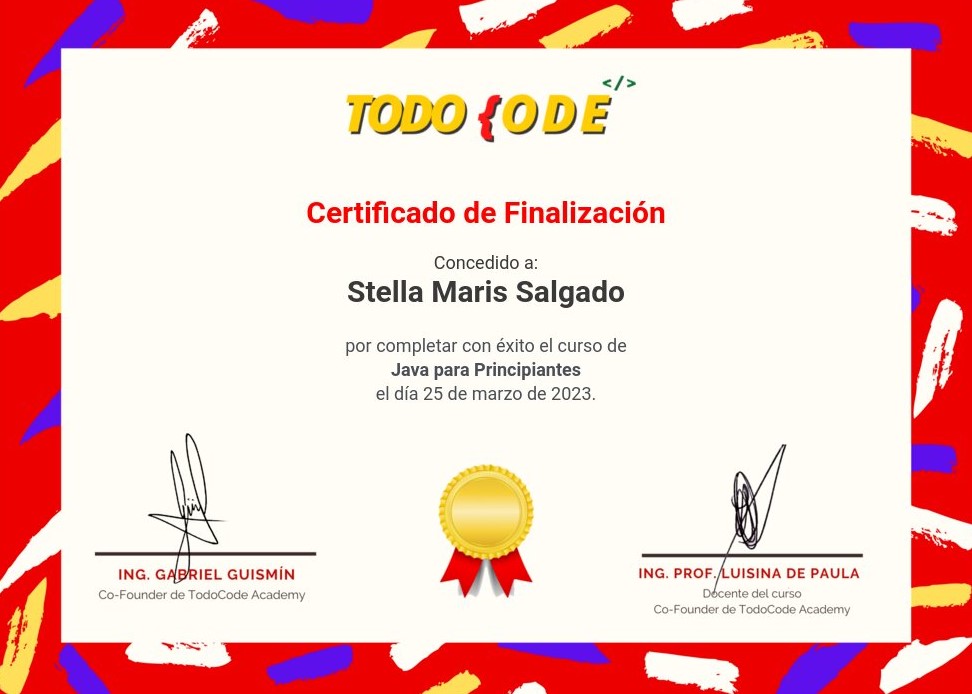 </>
TODO {ODE
Certificado de Finalización
Concedido a:
Stella Maris Salgado
por completar con éxito el curso de
Java para Principiantes
el día 25 de marzo de 2023.
ING. GABRIEL GUISMÍN
Co-Founder de TodoCode Academy
ING. PROF. LUISINA DE PAULA
Docente del curso
Co-Founder de TodoCode Academy